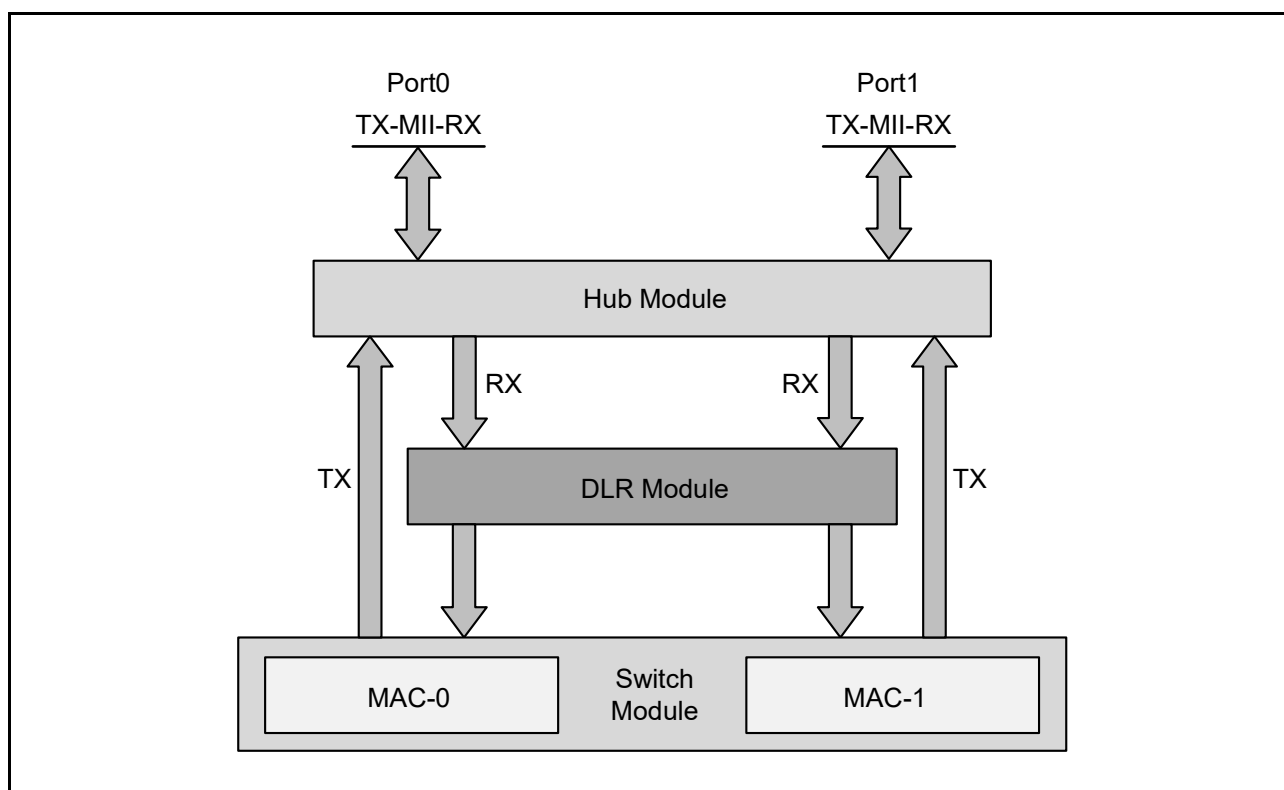 Port0
Port1
TX-MII-RX
TX-MII-RX
Hub Module
RX
RX
TX
DLR Module
TX
MAC-0
Switch
Module
MAC-1